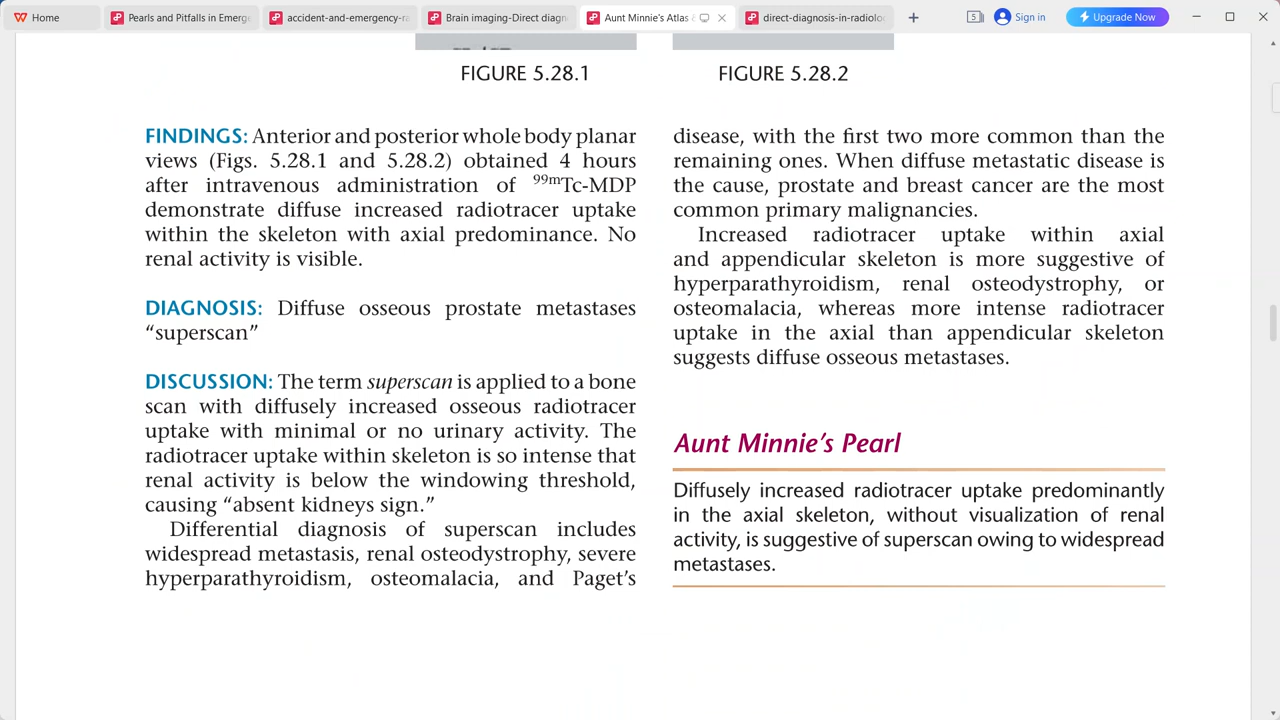 Home
Pearls and Pitfalls in Emerge
accident-and-emergency-ra
Brain imaging-Direct diagn
Aunt Minnie's Atlas
direct-diagnosis-in-radiolo
5
Sign in
Upgrade Now
FIGURE 5.28.1
FIGURE 5.28.2
FINDINGS: Anterior and posterior whole body planar
views (Figs. 5.28.1 and 5.28.2) obtained 4 hours
after intravenous administration of 99mTc-MDP
demonstrate diffuse increased radiotracer uptake
within the skeleton with axial predominance. No
renal activity is visible.
DIAGNOSIS: Diffuse osseous prostate metastases
“superscan”
DISCUSSION: The term superscan is applied to a bone
scan with diffusely increased osseous radiotracer
uptake with minimal or no urinary activity. The
radiotracer uptake within skeleton is so intense that
renal activity is below the windowing threshold,
causing “absent kidneys sign.”
Differential diagnosis of superscan includes
widespread metastasis, renal osteodystrophy, severe
hyperparathyroidism, osteomalacia, and Paget’s
disease, with the first two more common than the
remaining ones. When diffuse metastatic disease is
the cause, prostate and breast cancer are the most
common primary malignancies.
Increased radiotracer uptake within axial
and appendicular skeleton is more suggestive of
hyperparathyroidism, renal osteodystrophy, or
osteomalacia, whereas more intense radiotracer
uptake in the axial than appendicular skeleton
suggests diffuse osseous metastases.
Aunt Minnie’s Pearl
Diffusely increased radiotracer uptake predominantly
in the axial skeleton, without visualization of renal
activity, is suggestive of superscan owing to widespread
metastases.